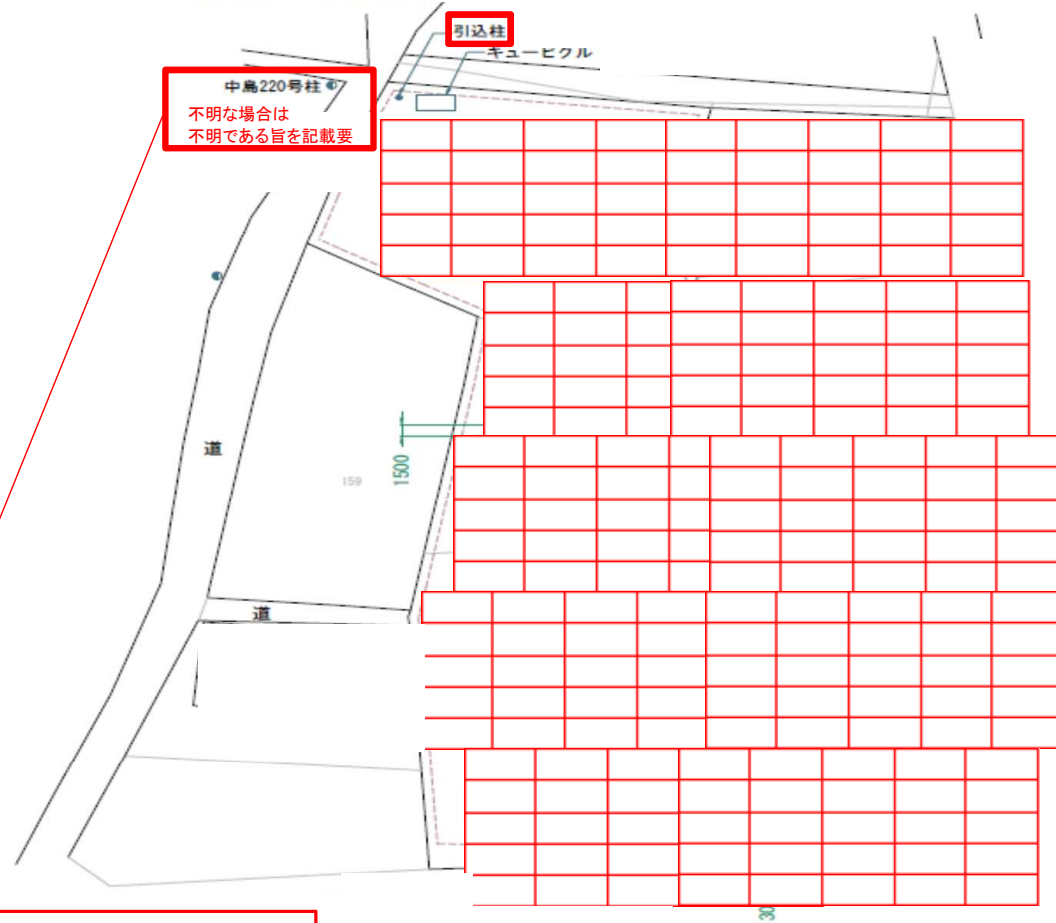 引込柱
キュービクル
中島220号柱
不明な場合は
不明である旨を記載要
道
159
1500
道
30